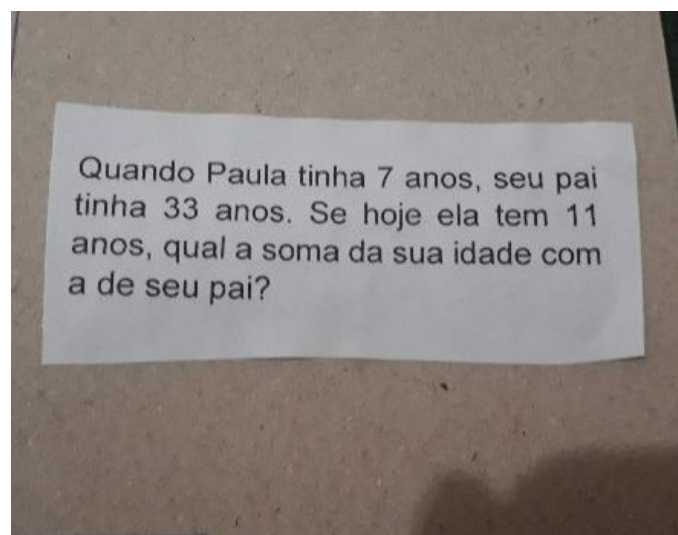 Quando Paula tinha 7 anos, seu pai
tinha 33 anos. Se hoje ela tem 11
anos, qual a soma da sua idade com
a de seu pai?